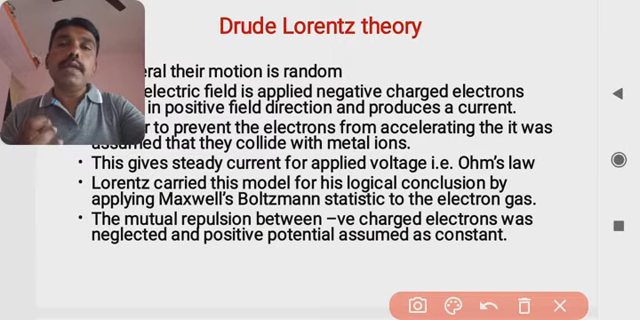 Drude Lorentz theory
eral their motion is random
electric field is applied negative charged electrons
in positive field direction and produces a current.
to prevent the electrons from accelerating the it was
assumed that they collide with metal ions.
• This gives steady current for applied voltage i.e. Ohm's law
• Lorentz carried this model for his logical conclusion by
applying Maxwell's Boltzmann statistic to the electron gas.
• The mutual repulsion between –ve charged electrons was
neglected and positive potential assumed as constant.